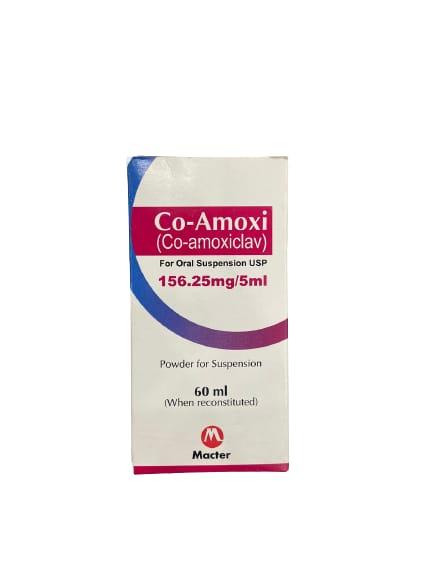 Co-Amoxi
(Co-amoxiclav)
For Oral Suspension USP
156.25mg/5ml
Powder for Suspension
60 ml
(When reconstituted)
Macter